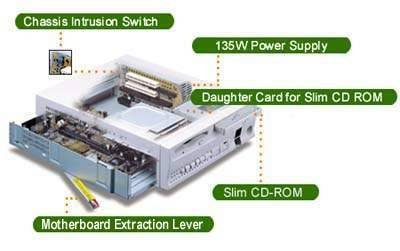 Chassis Intrusion Switch
135W Power Supply
Daughter Card for Slim CD ROM
Slim CD-ROM
Motherboard Extraction Lever